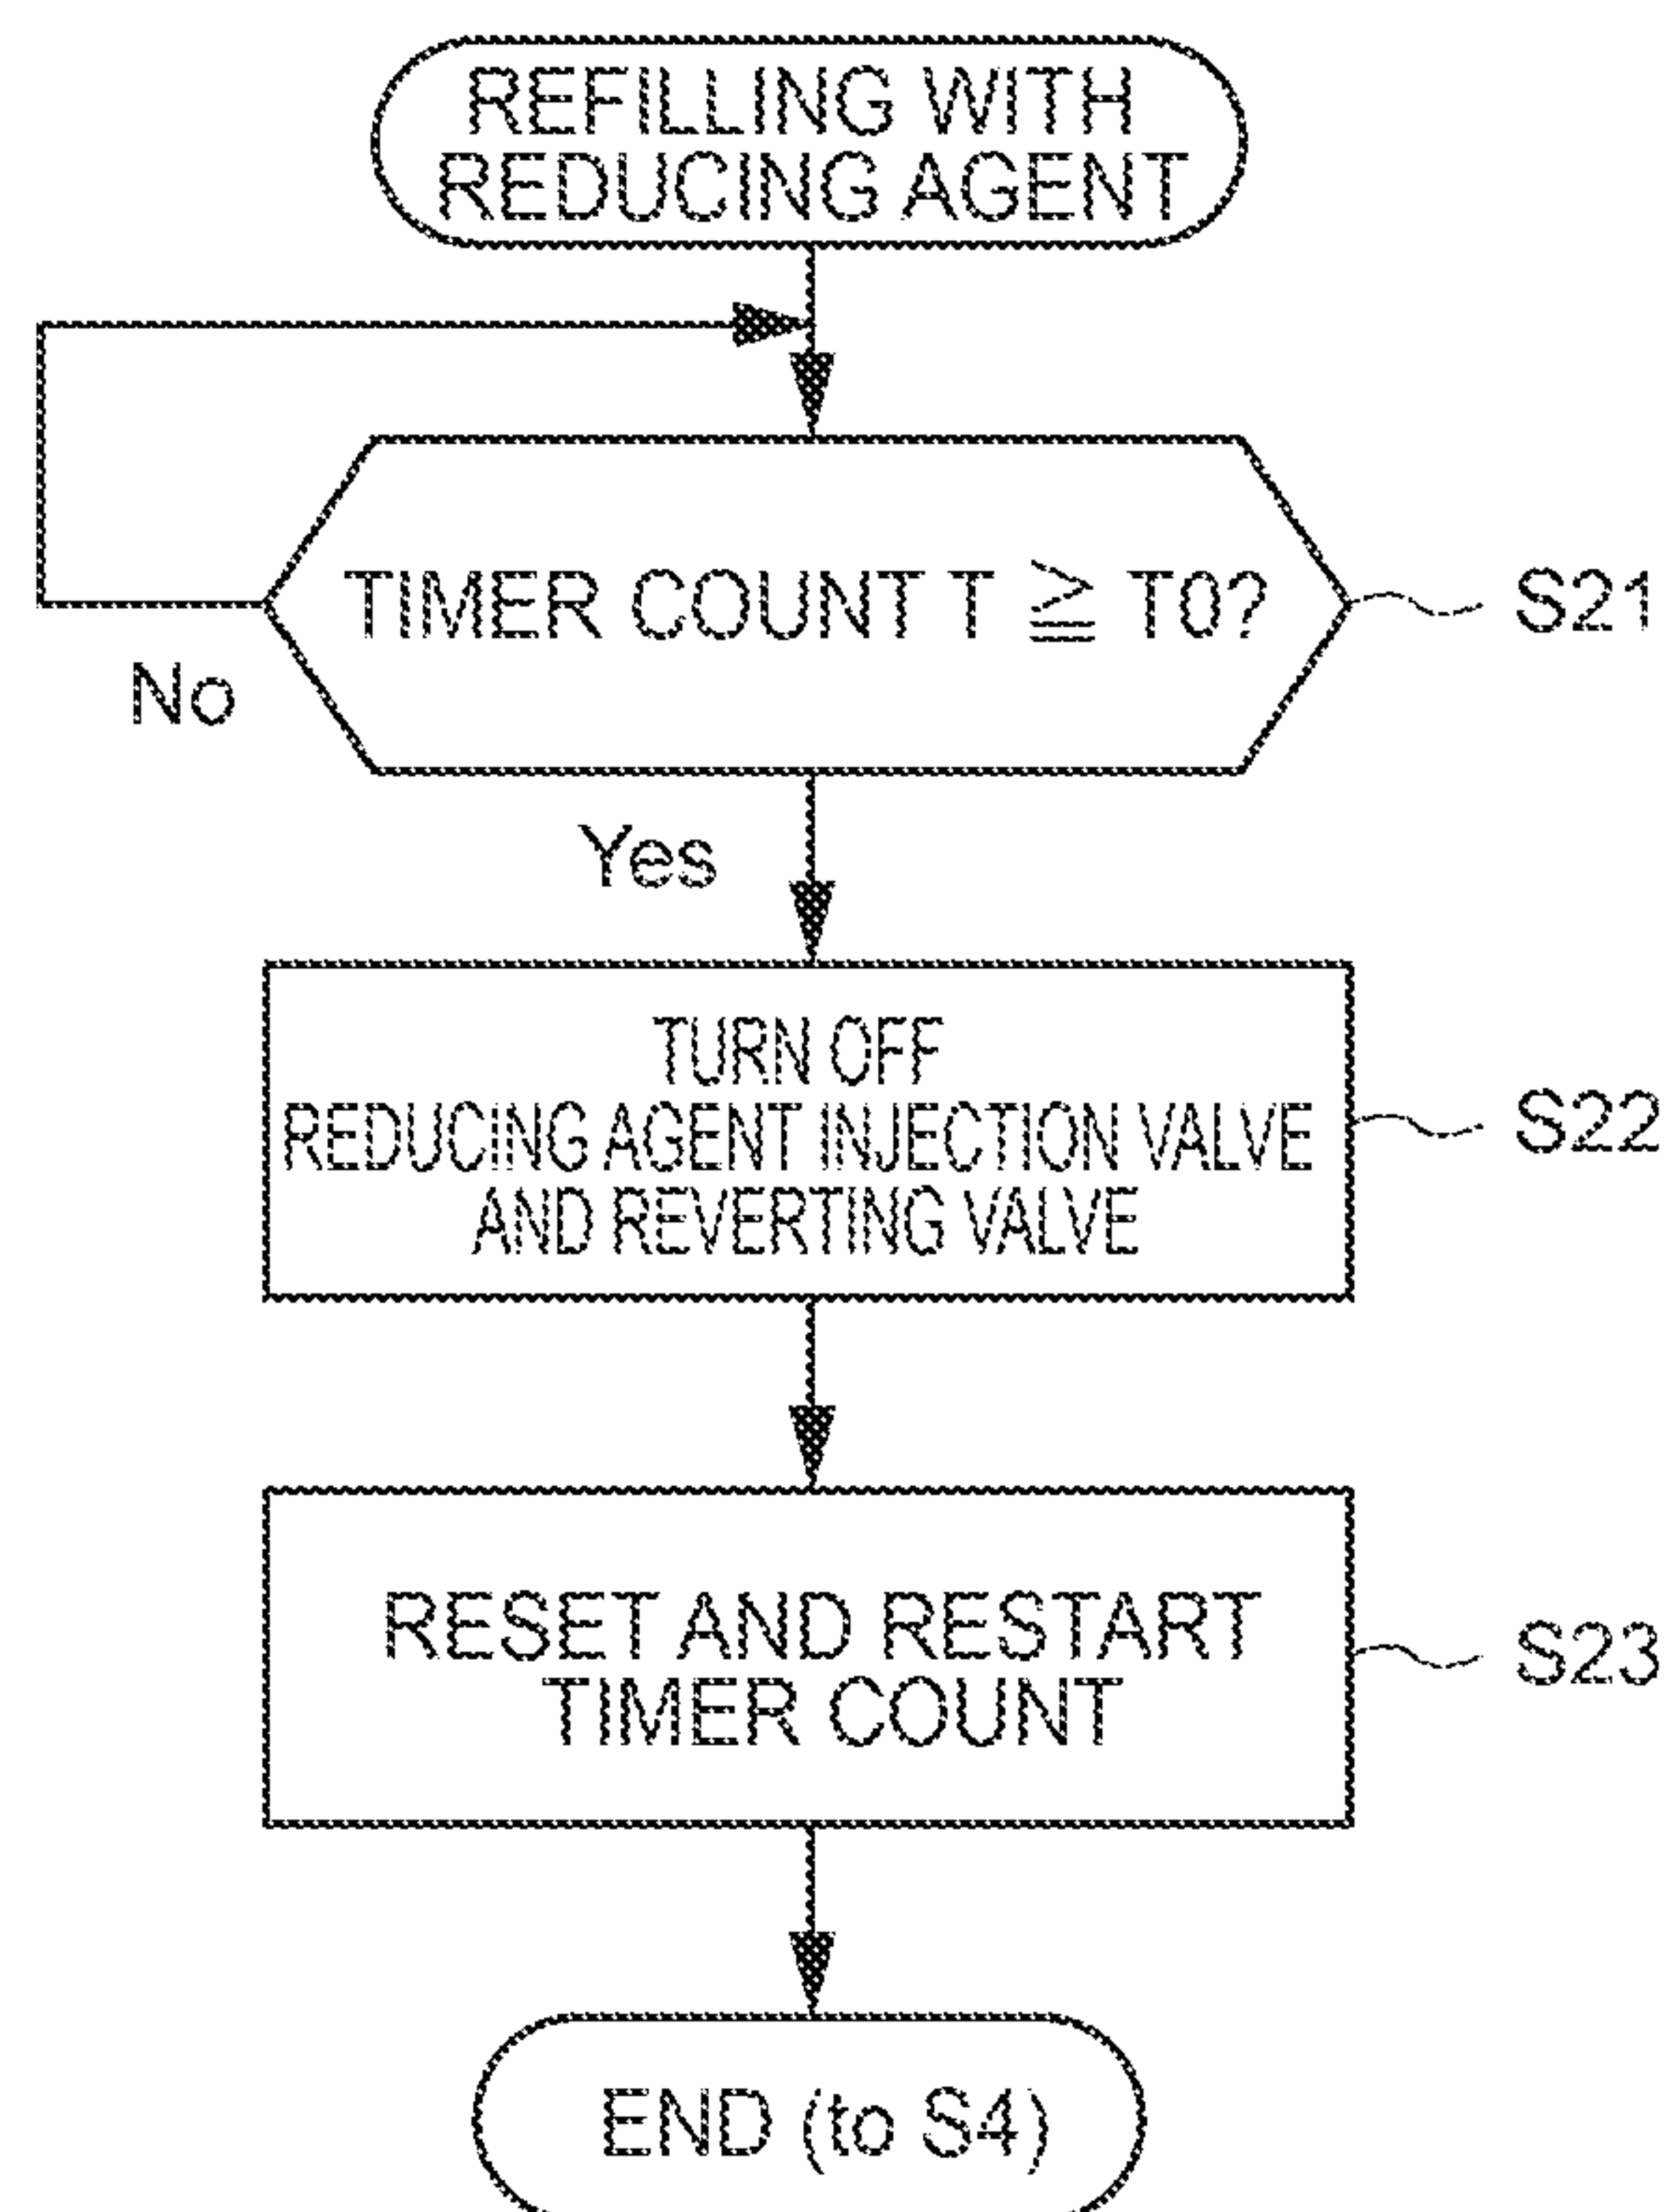 REFILLING WITH
REDUCING AGENT
TIMER COUNT T ≧ T0?
S21
No
Yes
TURN OFF
REDUCING AGENT INJECTION VALVE
AND REVERTING VALVE
S22
RESET AND RESTART
TIMER COUNT
S23
END (to S4)